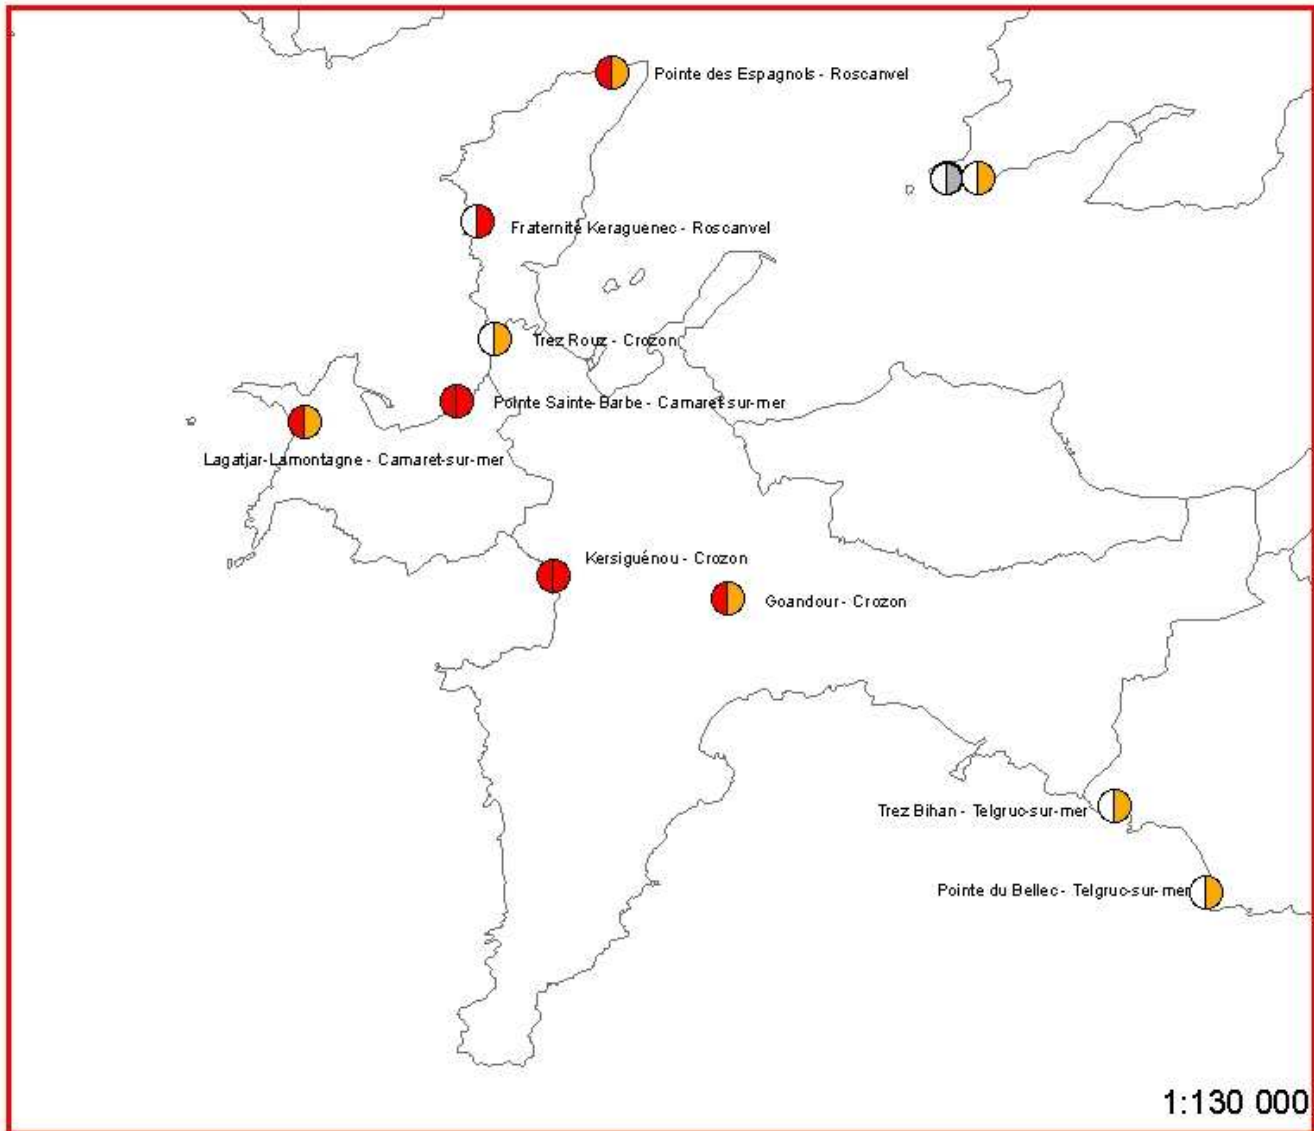 Pointe des Espagnols - Roscanvel
Fraternité Keraguenec - Roscanvel
Trez Rouz - Crozon
Pointe Sainte-Barbe - Camaret-sur-mer
Lagatjar-Lamontagne - Camaret-sur-mer
Kersiguénou - Crozon
Goandour - Crozon
Trez Bihan - Telgruc-sur-mer
Pointe du Bellec - Telgruc-sur-mer
1:130 000